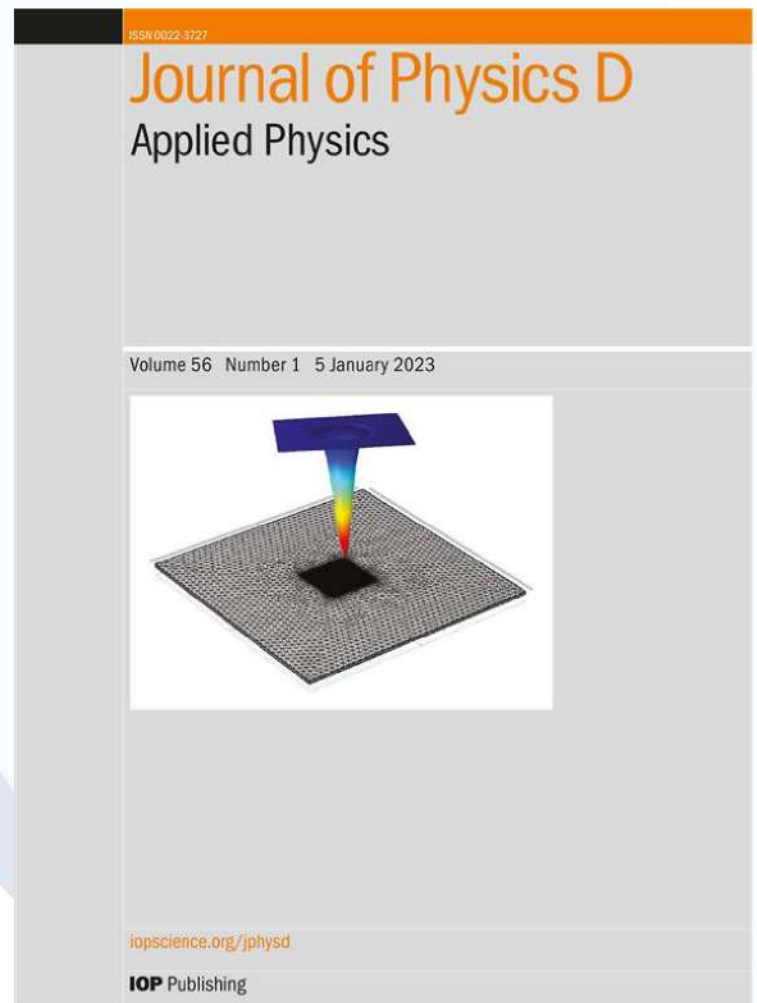 ISSN 0022-3727
Journal of Physics D
Applied Physics
Volume 56 Number 1 5 January 2023
iopscience.org/jphysd
IOP Publishing